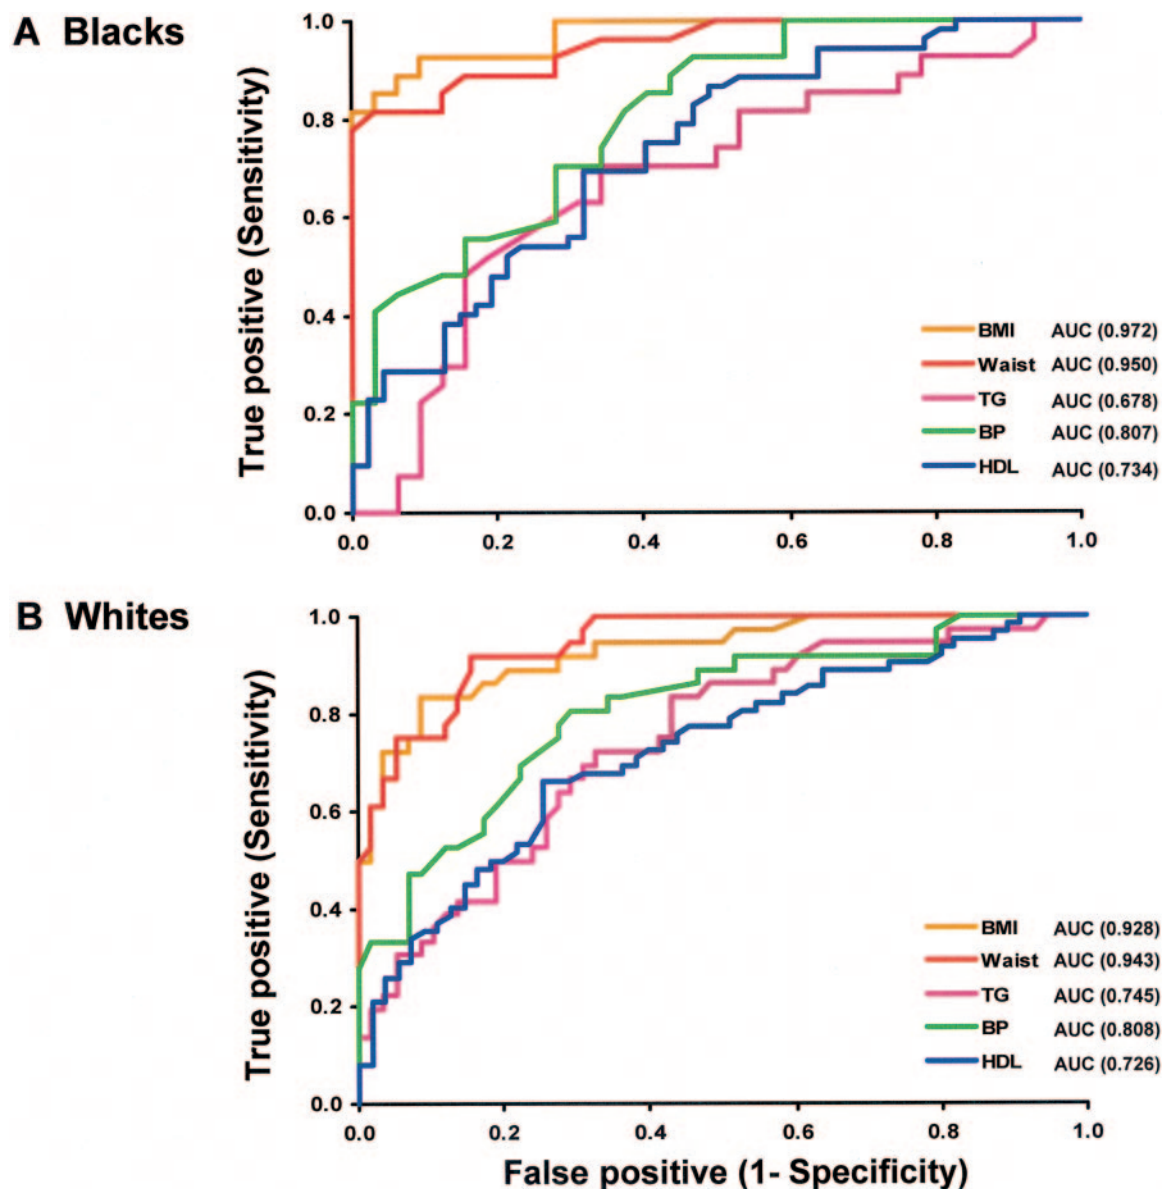 A Blacks
True positive (Sensitivity)
1.0
0.8
0.6
0.4
0.2
0.0
0.0 0.2 0.4 0.6 0.8 1.0
BMI AUC (0.972)
Waist AUC (0.950)
TG AUC (0.678)
BP AUC (0.807)
HDL AUC (0.734)
B Whites
True positive (Sensitivity)
1.0
0.8
0.6
0.4
0.2
0.0
0.0 0.2 0.4 0.6 0.8 1.0
BMI AUC (0.928)
Waist AUC (0.943)
TG AUC (0.745)
BP AUC (0.808)
HDL AUC (0.726)
False positive (1- Specificity)